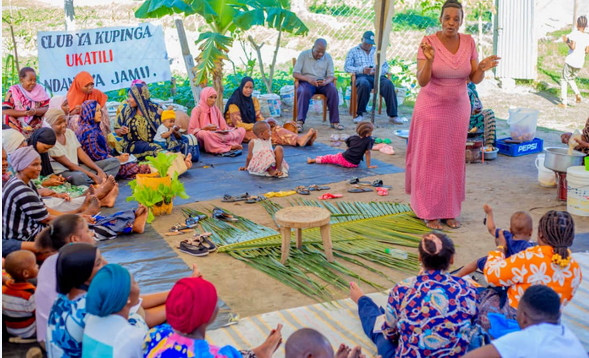 CLUB YA KUPINGA
UKATILI
NDANI YA JAMII.
PEPSI